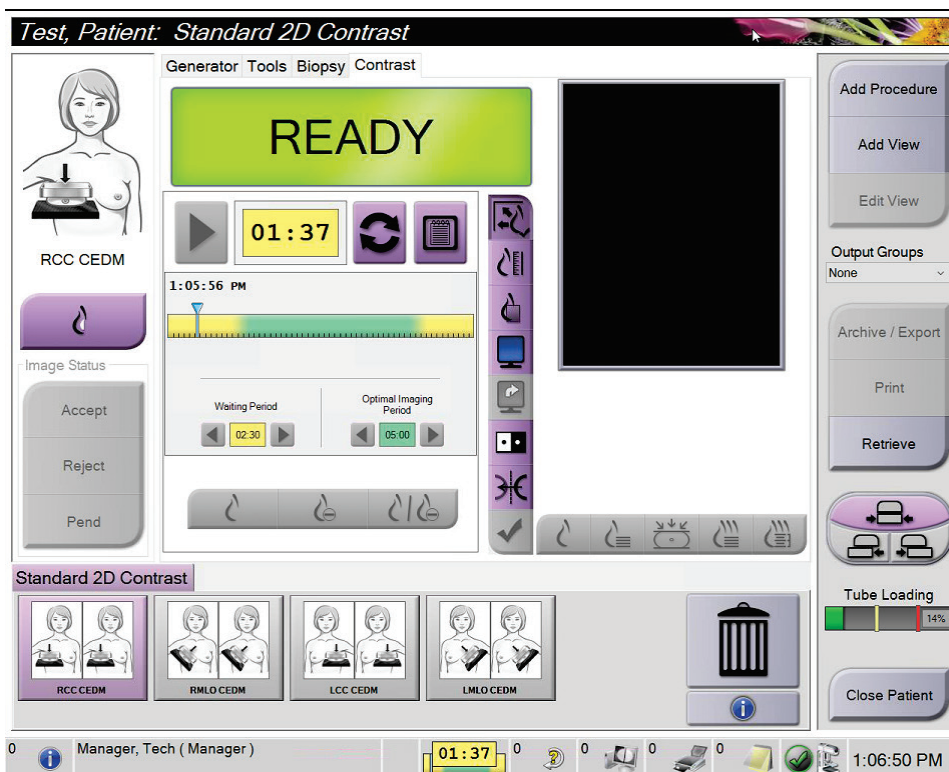 Test, Patient: Standard 2D Contrast
Generator Tools Biopsy Contrast
READY
01:37
1:05:56 PM
Waiting Period
Optimal Imaging
Period
02:30
05:00
RCC CEDM
Image Status
Accept
Reject
Pend
Add Procedure
Add View
Edit View
Output Groups
None
Archive / Export
Print
Retrieve
Tube Loading
14%
Close Patient
Standard 2D Contrast
RCC CEDM
RMLO CEDM
LCC CEDM
LMLO CEDM
0 Manager, Tech ( Manager ) 01:37 0 0 0 0 1:06:50 PM